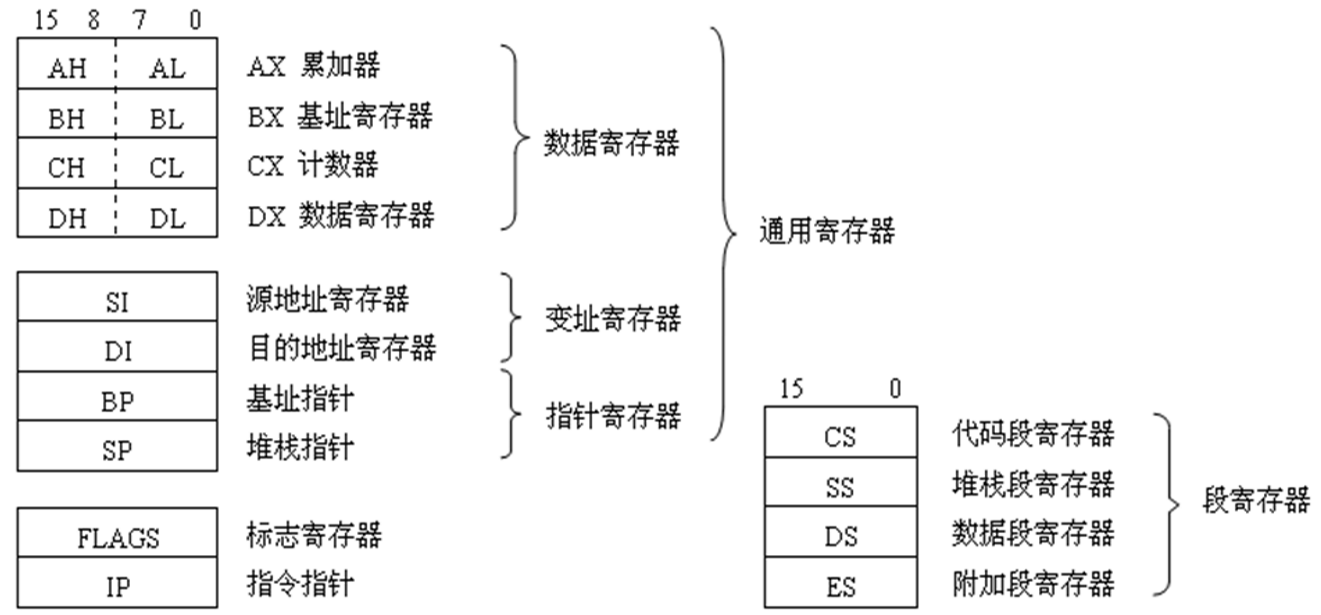 15 8 7 0
AH AL AX 累加器
BH BL BX 基址寄存器
CH CL CX 计数器
DH DL DX 数据寄存器
数据寄存器
SI 源地址寄存器
DI 目的地址寄存器
变址寄存器
BP 基址指针
SP 堆栈指针
指针寄存器
通用寄存器
FLAGS 标志寄存器
IP 指令指针
15 0
CS 代码段寄存器
SS 堆栈段寄存器
DS 数据段寄存器
ES 附加段寄存器
段寄存器